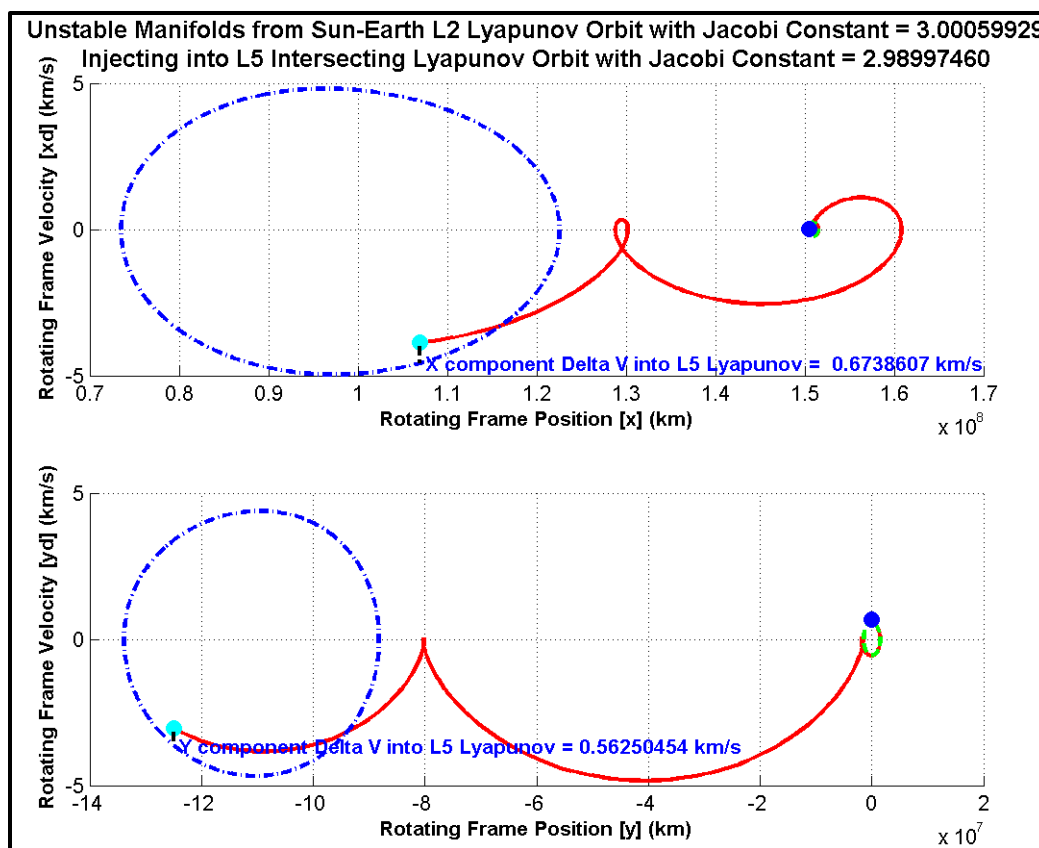 Unstable Manifolds from Sun-Earth L2 Lyapunov Orbit with Jacobi Constant = 3.00059929
Injecting into L5 Intersecting Lyapunov Orbit with Jacobi Constant = 2.98997460
Rotating Frame Velocity [xd] (km/s)
5
0
-5
X component Delta V into L5 Lyapunov = 0.6738607 km/s
0.7 0.8 0.9 1 1.1 1.2 1.3 1.4 1.5 1.6 1.7
Rotating Frame Position [x] (km)
x 10^8
Rotating Frame Velocity [yd] (km/s)
5
0
-5
Y component Delta V into L5 Lyapunov = 0.56250454 km/s
-14 -12 -10 -8 -6 -4 -2 0 2
Rotating Frame Position [y] (km)
x 10^7